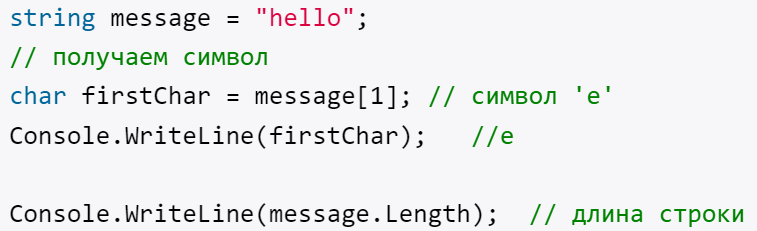 string message = "hello";
// получаем символ
char firstChar = message[1]; // символ 'e'
Console.WriteLine(firstChar);   //e
Console.WriteLine(message.Length);  // длина строки